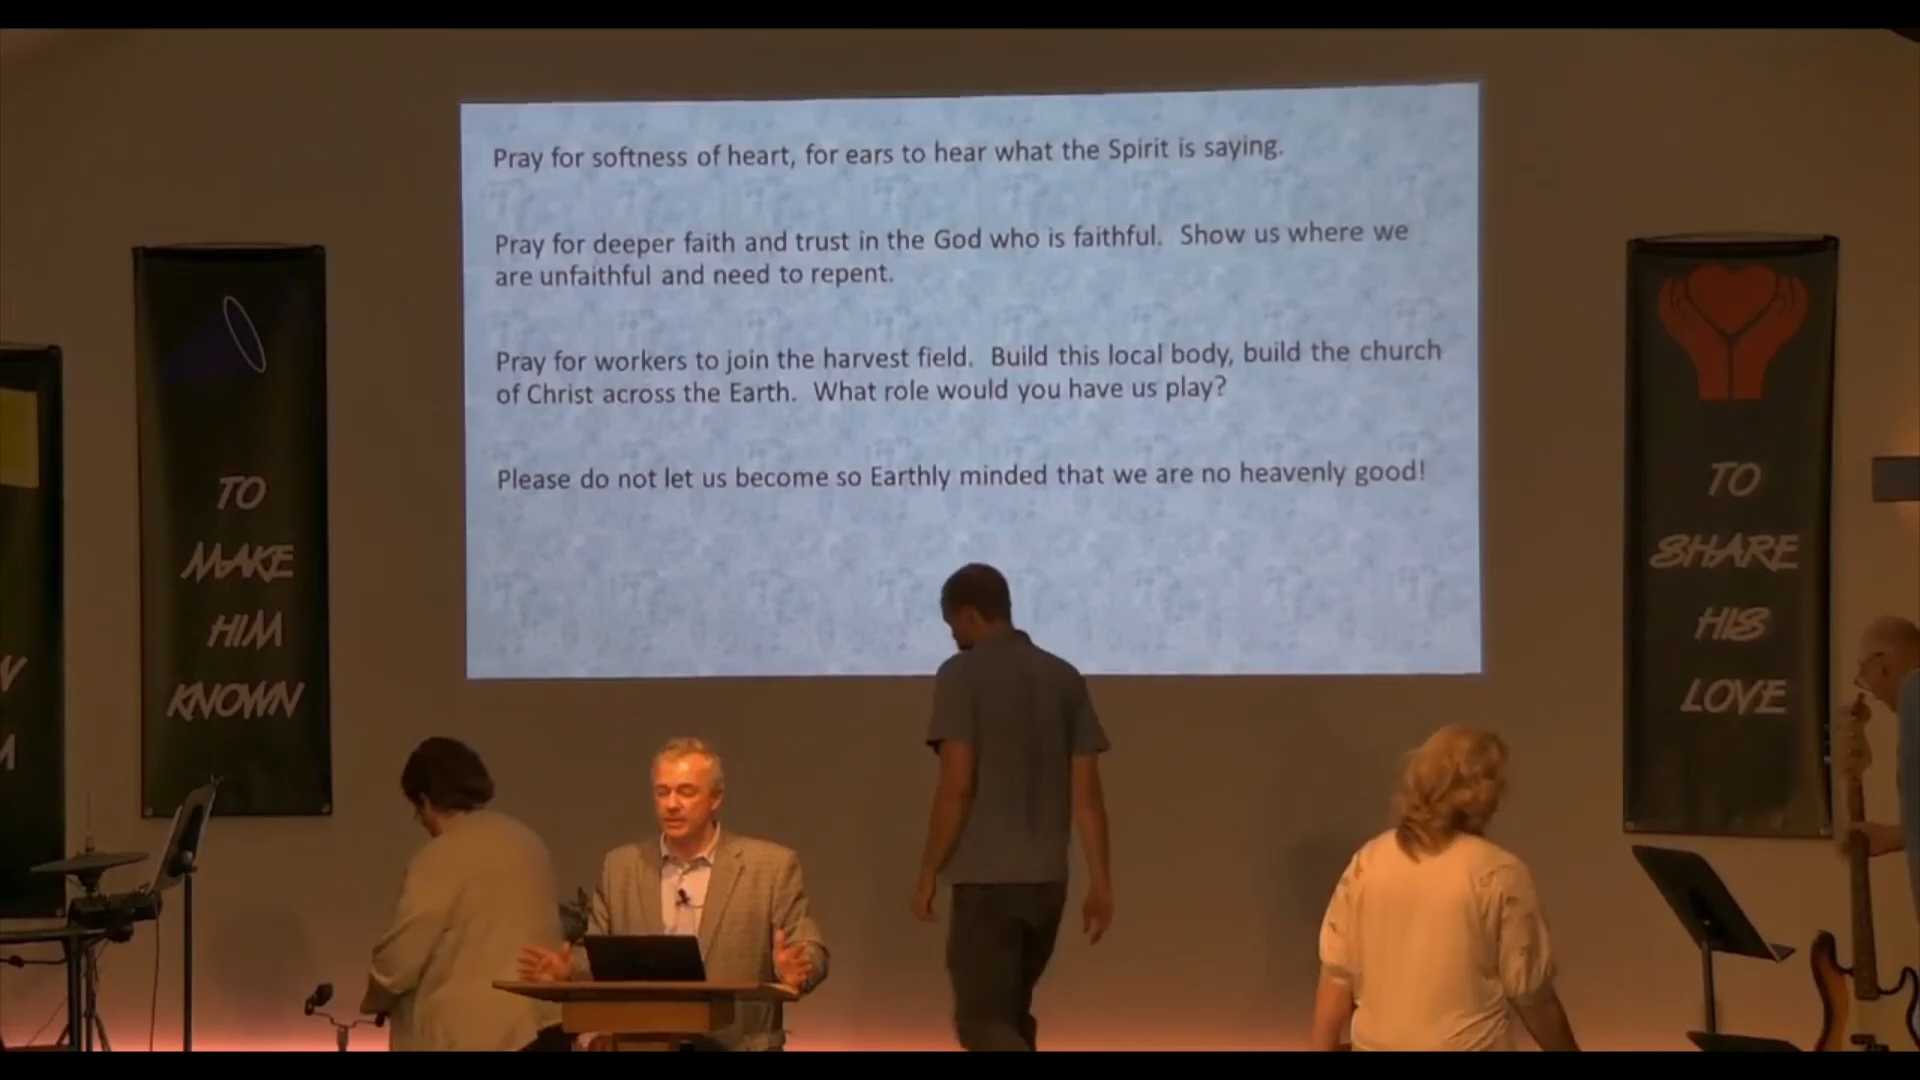 Pray for softness of heart, for ears to hear what the Spirit is saying.
Pray for deeper faith and trust in the God who is faithful.  Show us where we
are unfaithful and need to repent.
Pray for workers to join the harvest field.  Build this local body, build the church
of Christ across the Earth.  What role would you have us play?
Please do not let us become so Earthly minded that we are no heavenly good!
TO
MAKE
HIM
KNOWN
TO
SHARE
HIS
LOVE